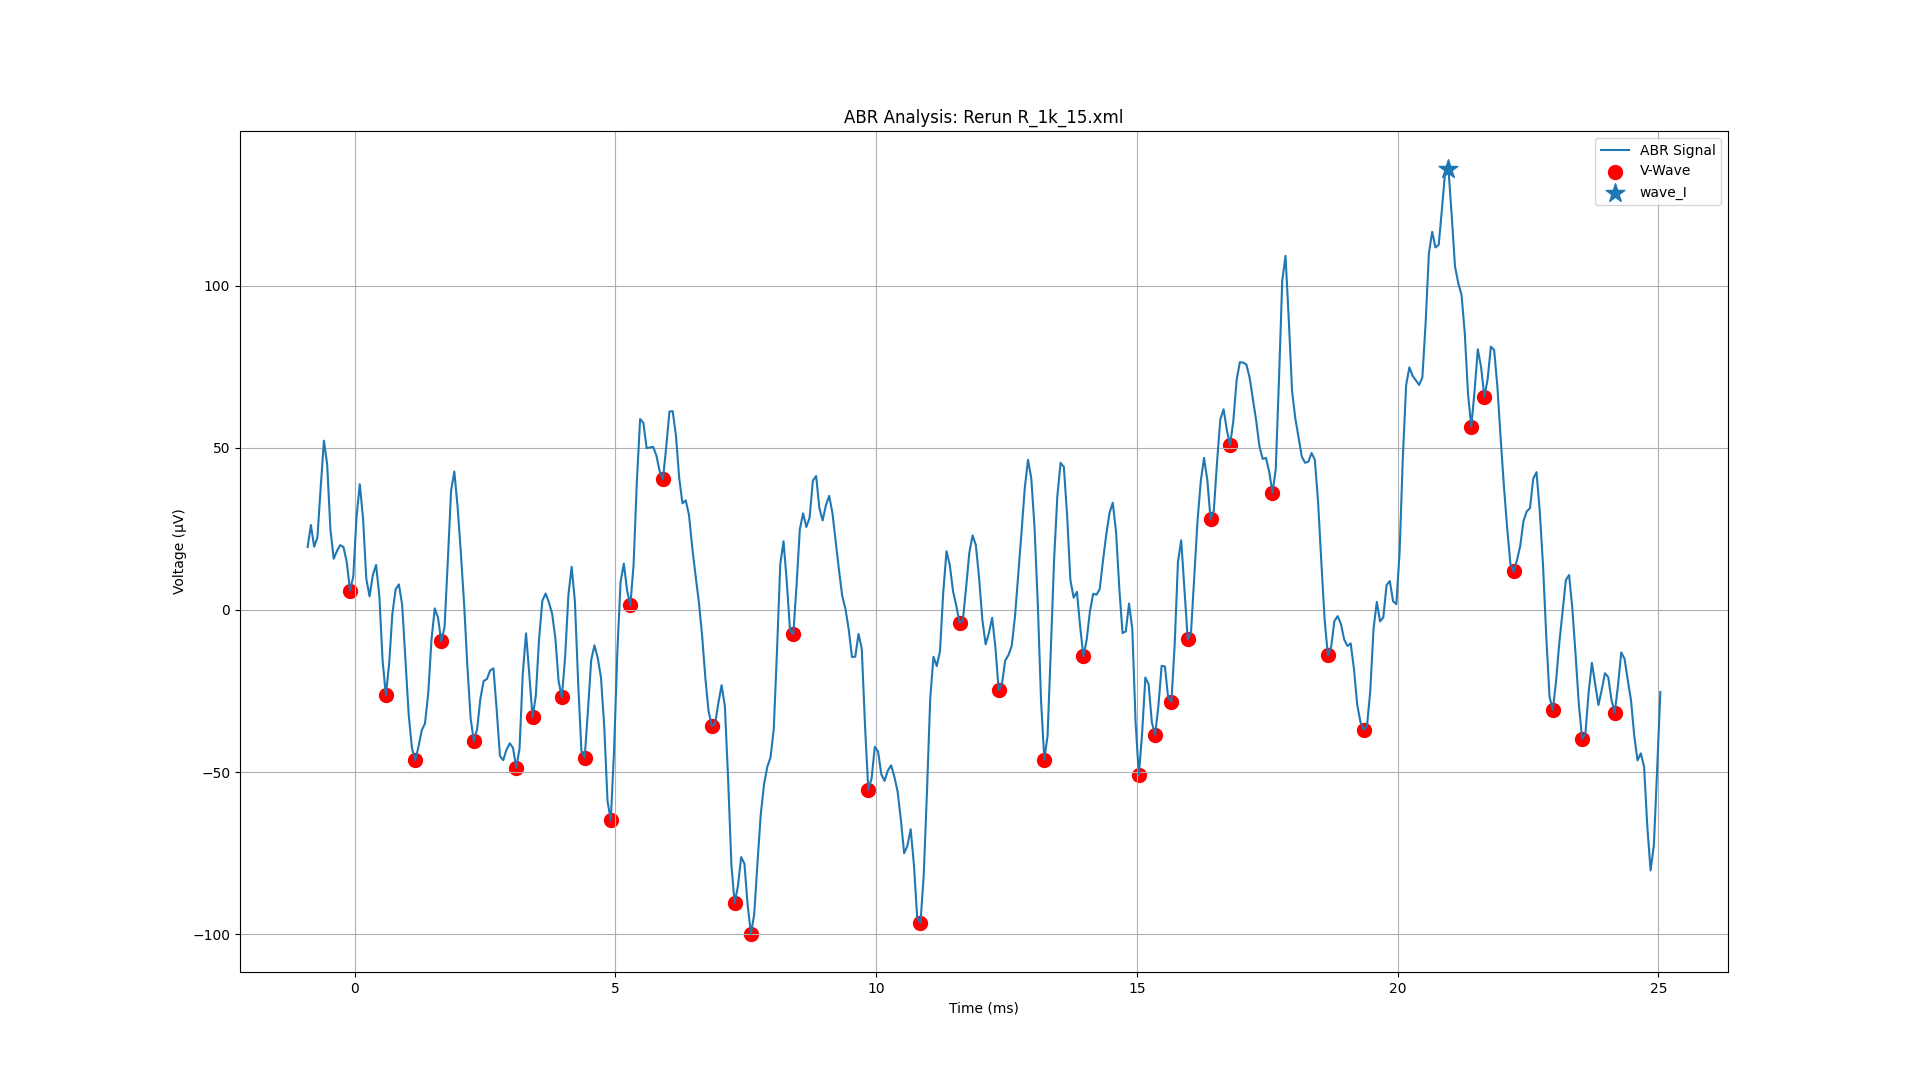 ABR Analysis: Rerun R_1k_15.xml
ABR Signal
V-Wave
wave_I
Voltage (µV)
100
50
0
−50
−100
0 5 10 15 20 25
Time (ms)